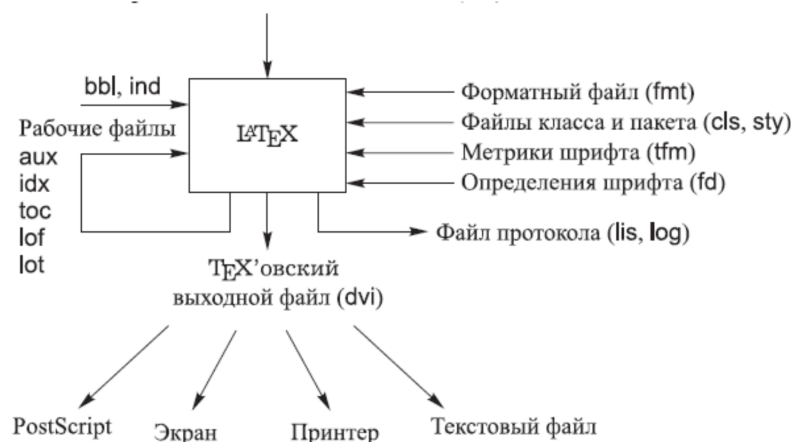 bbl, ind
Рабочие файлы
aux
idx
toc
lof
lot
LATEX
Форматный файл (fmt)
Файлы класса и пакета (cls, sty)
Метрики шрифта (tfm)
Определения шрифта (fd)
Файл протокола (lis, log)
TEX’овский
выходной файл (dvi)
PostScript
Экран
Принтер
Текстовый файл